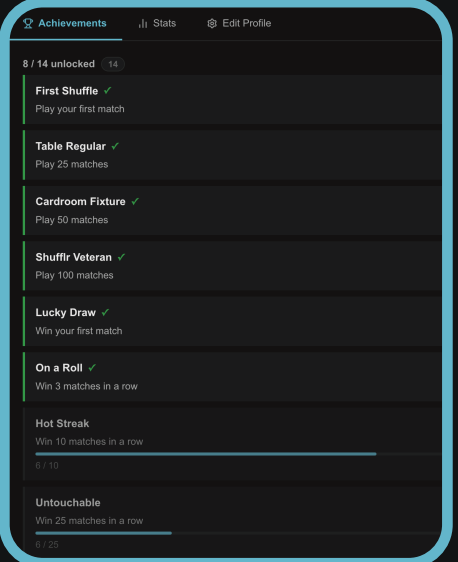 Achievements Stats Edit Profile
8 / 14 unlocked 14
First Shuffle ✓
Play your first match
Table Regular ✓
Play 25 matches
Cardroom Fixture ✓
Play 50 matches
Shufflr Veteran ✓
Play 100 matches
Lucky Draw ✓
Win your first match
On a Roll ✓
Win 3 matches in a row
Hot Streak
Win 10 matches in a row
6 / 10
Untouchable
Win 25 matches in a row
6 / 25